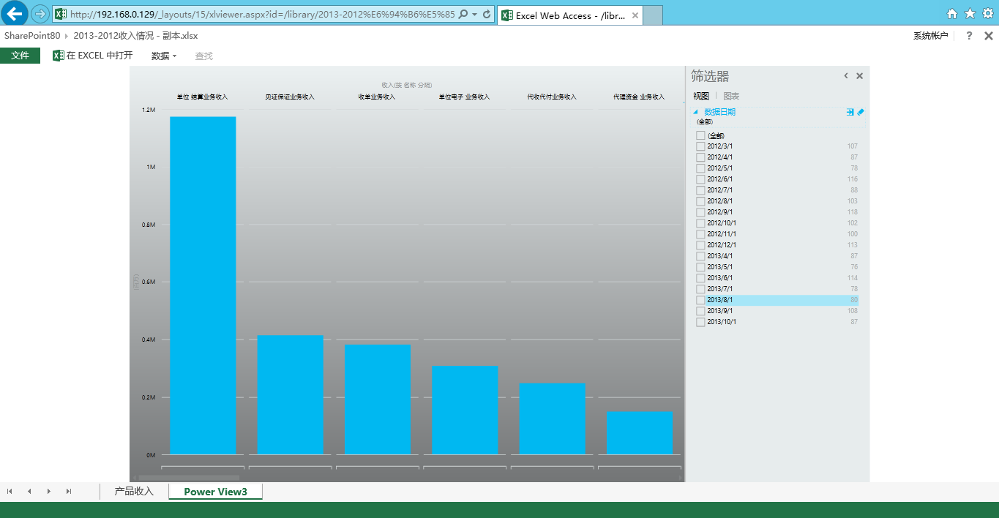 http://192.168.0.129/_layouts/15/xlviewer.aspx?id=/library/2013-2012%E6%94%B6%E5%85
Excel Web Access - /libr...
SharePoint80 2013-2012收入情况 - 副本.xlsx
系统帐户 ?
文件 在 EXCEL 中打开 数据 查找
收入(按 名称 分隔)
单位 结算业务收入 见证保证业务收入 收单业务收入 单位电子 业务收入 代收代付业务收入 代理资金 业务收入
1.2M
1M
0.8M
0.6M
0.4M
0.2M
0M
(百万)
筛选器
视图 图表
数据日期
(全部)
(全部)
2012/3/1 107
2012/4/1 87
2012/5/1 78
2012/6/1 116
2012/7/1 88
2012/8/1 103
2012/9/1 118
2012/10/1 102
2012/11/1 100
2012/12/1 113
2013/4/1 87
2013/5/1 76
2013/6/1 114
2013/7/1 78
2013/8/1 80
2013/9/1 108
2013/10/1 87
产品收入 Power View3